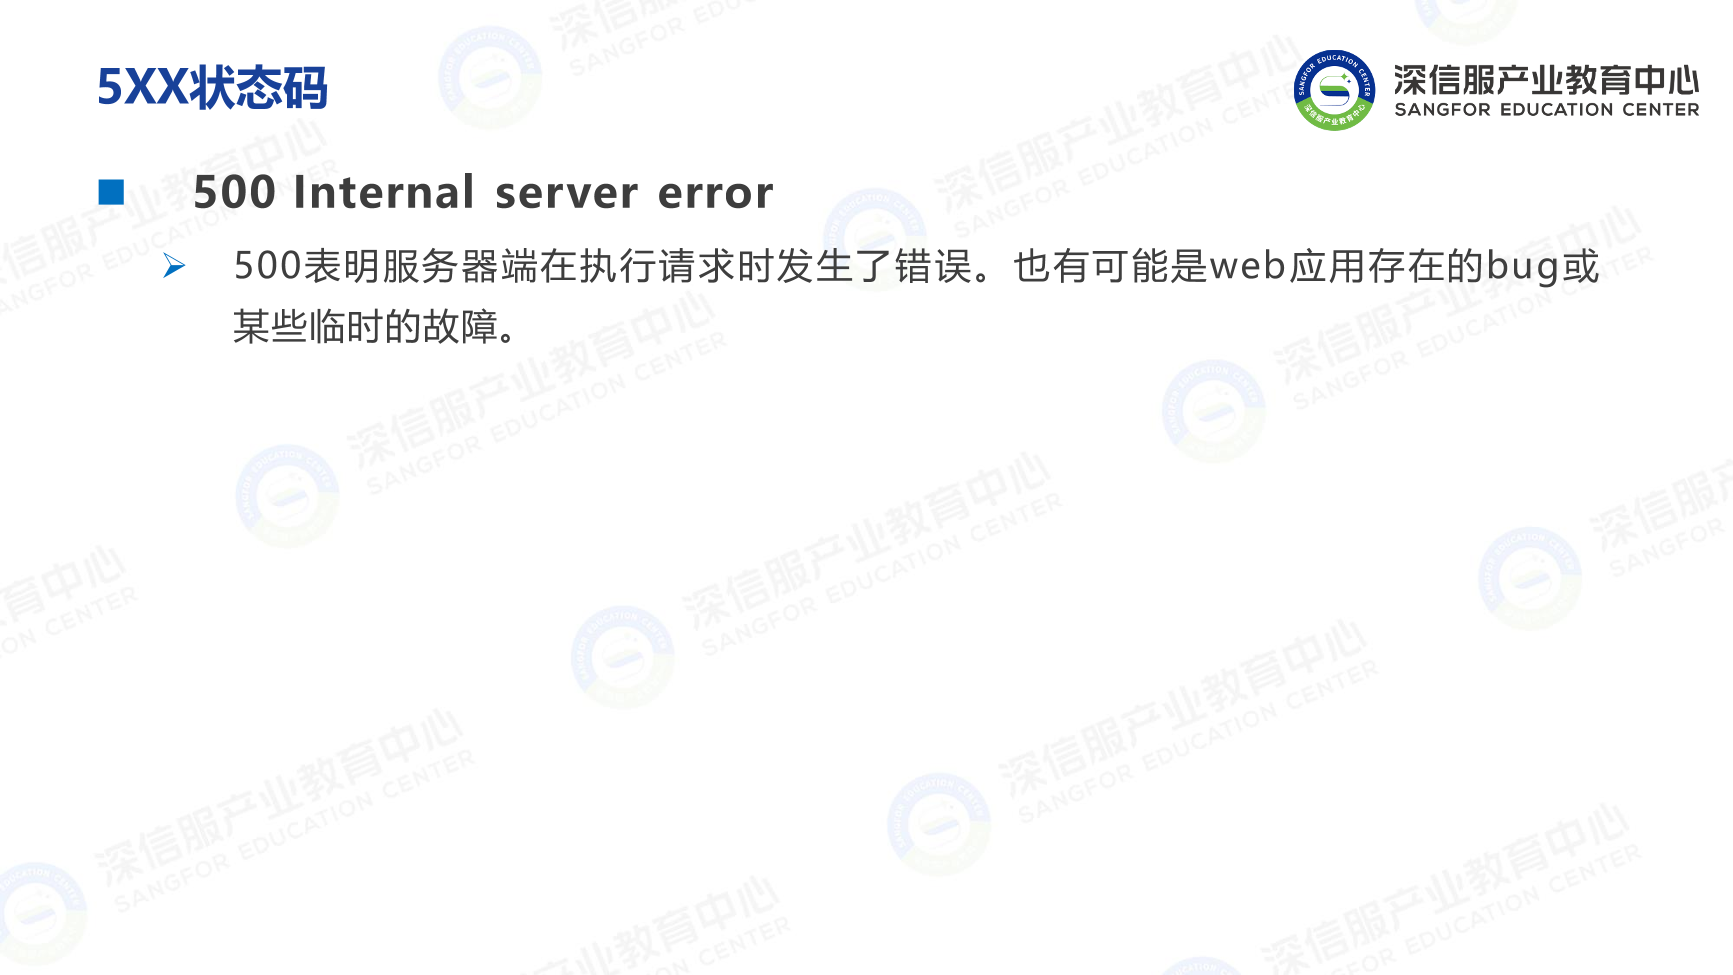 5XX状态码
深信服产业教育中心
SANGFOR EDUCATION CENTER
500 Internal server error
500表明服务器端在执行请求时发生了错误。也有可能是web应用存在的bug或
某些临时的故障。